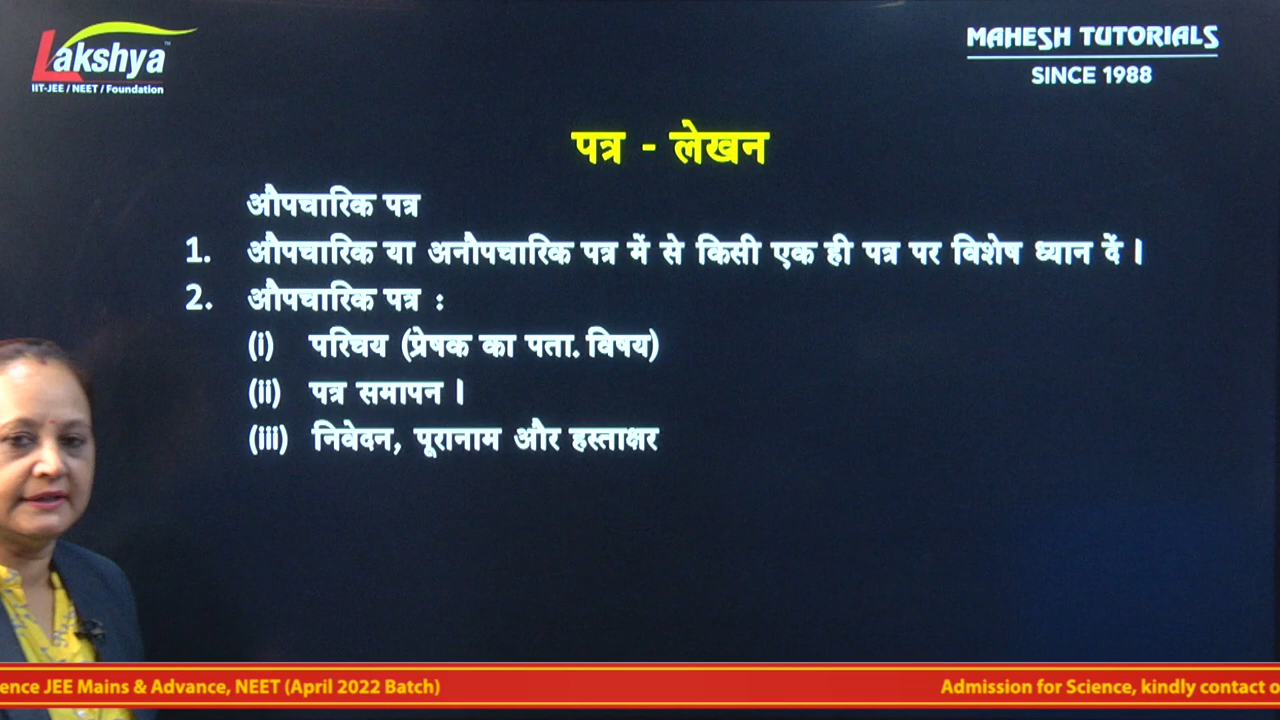 Lakshya™
IIT-JEE / NEET / Foundation
MAHESH TUTORIALS
SINCE 1988
पत्र - लेखन
औपचारिक पत्र
1. औपचारिक या अनौपचारिक पत्र में से किसी एक ही पत्र पर विशेष ध्यान दें ।
2. औपचारिक पत्र :
(i) परिचय (प्रेषक का पता. विषय)
(ii) पत्र समापन ।
(iii) निवेदन, पूरानाम और हस्ताक्षर
ence JEE Mains & Advance, NEET (April 2022 Batch) Admission for Science, kindly contact o